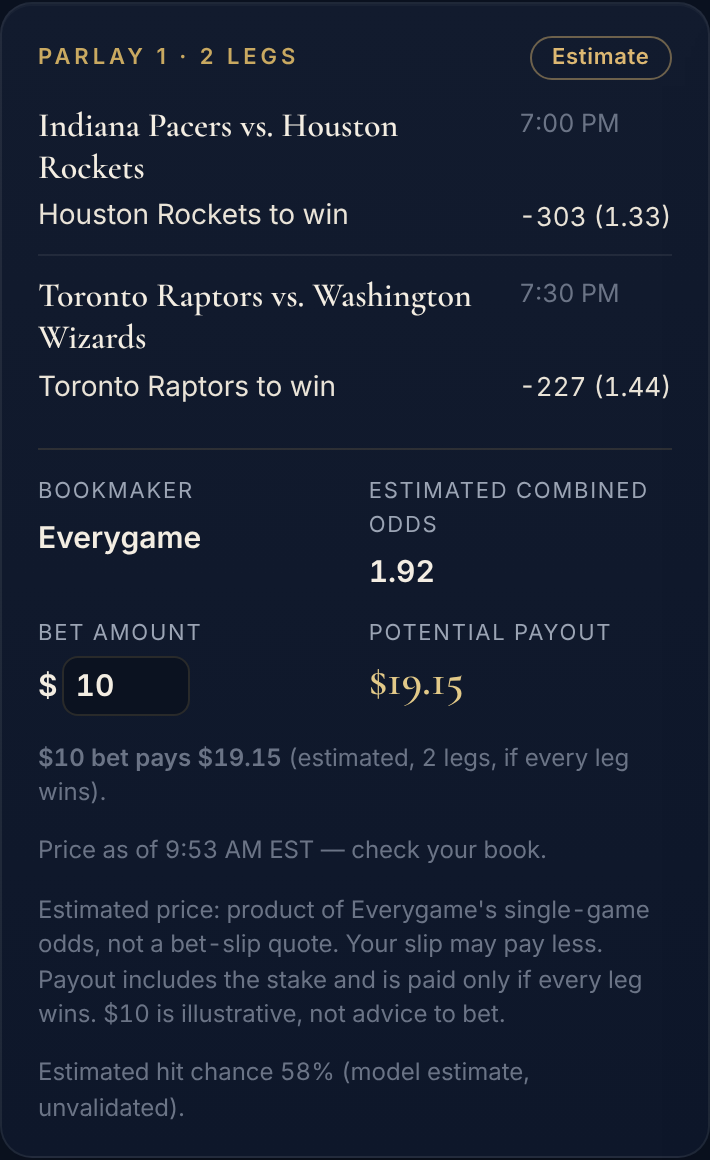 PARLAY 1 · 2 LEGS
Estimate
Indiana Pacers vs. Houston
Rockets
7:00 PM
Houston Rockets to win
-303 (1.33)
Toronto Raptors vs. Washington
Wizards
7:30 PM
Toronto Raptors to win
-227 (1.44)
BOOKMAKER
Everygame
ESTIMATED COMBINED
ODDS
1.92
BET AMOUNT
$ 10
POTENTIAL PAYOUT
$19.15
$10 bet pays $19.15 (estimated, 2 legs, if every leg
wins).
Price as of 9:53 AM EST — check your book.
Estimated price: product of Everygame's single-game
odds, not a bet-slip quote. Your slip may pay less.
Payout includes the stake and is paid only if every leg
wins. $10 is illustrative, not advice to bet.
Estimated hit chance 58% (model estimate,
unvalidated).